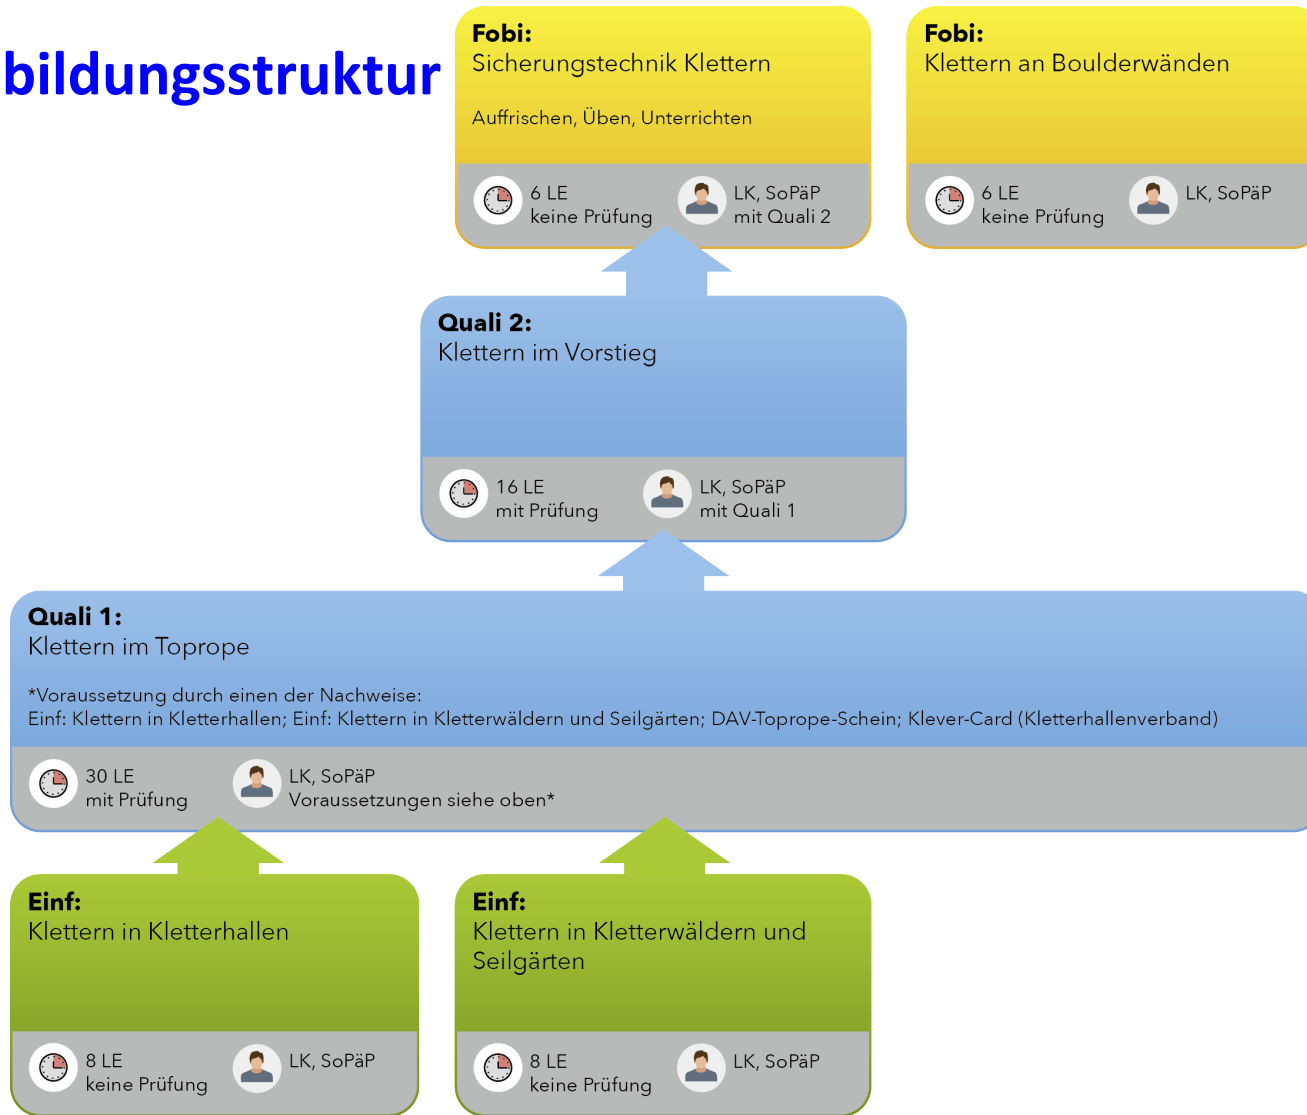 bildungsstruktur
Fobi:
Sicherungstechnik Klettern
Auffrischen, Üben, Unterrichten
6 LE
keine Prüfung
LK, SoPäP
mit Quali 2
Fobi:
Klettern an Boulderwänden
6 LE
keine Prüfung
LK, SoPäP
Quali 2:
Klettern im Vorstieg
16 LE
mit Prüfung
LK, SoPäP
mit Quali 1
Quali 1:
Klettern im Toprope
*Voraussetzung durch einen der Nachweise:
Einf: Klettern in Kletterhallen; Einf: Klettern in Kletterwäldern und Seilgärten; DAV-Toprope-Schein; Klever-Card (Kletterhallenverband)
30 LE
mit Prüfung
LK, SoPäP
Voraussetzungen siehe oben*
Einf:
Klettern in Kletterhallen
8 LE
keine Prüfung
LK, SoPäP
Einf:
Klettern in Kletterwäldern und
Seilgärten
8 LE
keine Prüfung
LK, SoPäP